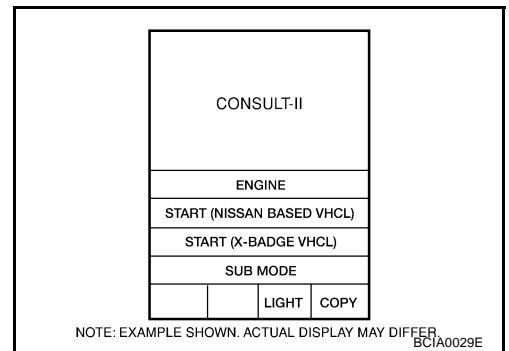 CONSULT-II
ENGINE
START (NISSAN BASED VHCL)
START (X-BADGE VHCL)
SUB MODE
LIGHT COPY
NOTE: EXAMPLE SHOWN. ACTUAL DISPLAY MAY DIFFER.
BCIA0029E